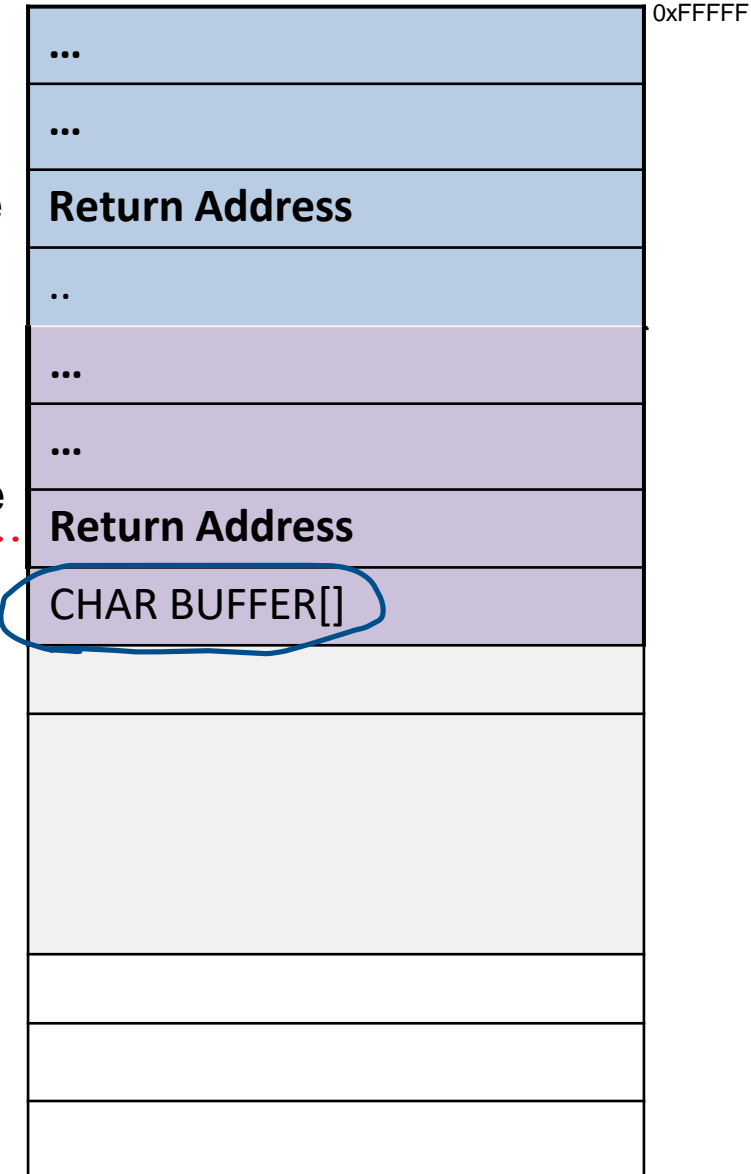 0xFFFFF
...
...
Return Address
..
...
...
Return Address
CHAR BUFFER[]